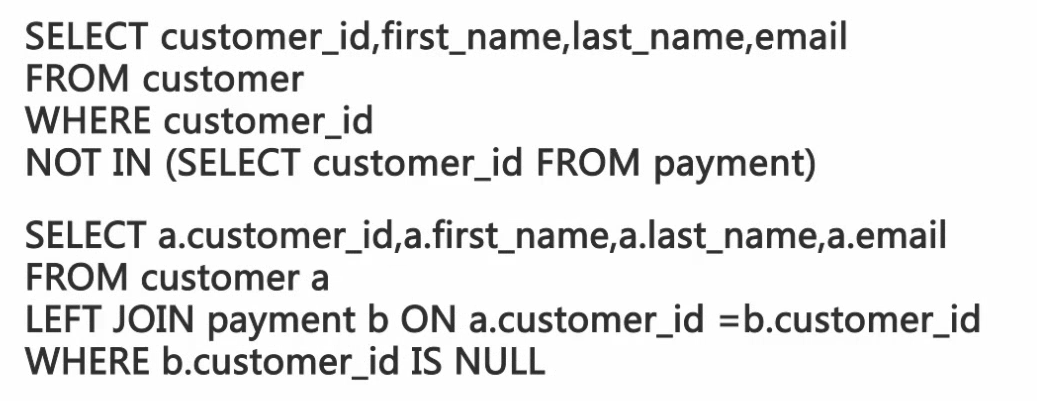 SELECT customer_id,first_name,last_name,email
FROM customer
WHERE customer_id
NOT IN (SELECT customer_id FROM payment)
SELECT a.customer_id,a.first_name,a.last_name,a.email
FROM customer a
LEFT JOIN payment b ON a.customer_id =b.customer_id
WHERE b.customer_id IS NULL